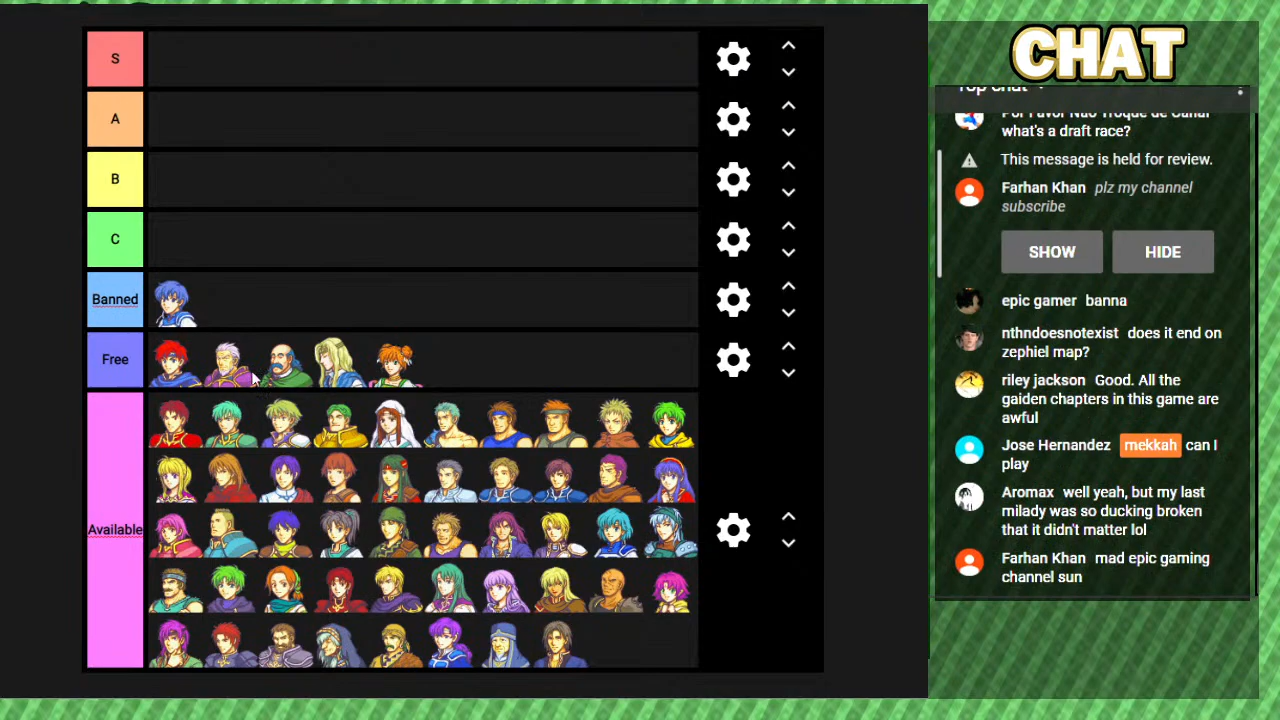 S
A
B
C
Banned
Free
Available
CHAT
Top chat
Por Favor Não Troque de Canal
what's a draft race?
This message is held for review.
Farhan Khan plz my channel
subscribe
SHOW
HIDE
epic gamer banna
nthndoesnotexist does it end on
zephiel map?
riley jackson Good. All the
gaiden chapters in this game are
awful
Jose Hernandez mekkah can I
play
Aromax well yeah, but my last
milady was so ducking broken
that it didn't matter lol
Farhan Khan mad epic gaming
channel sun